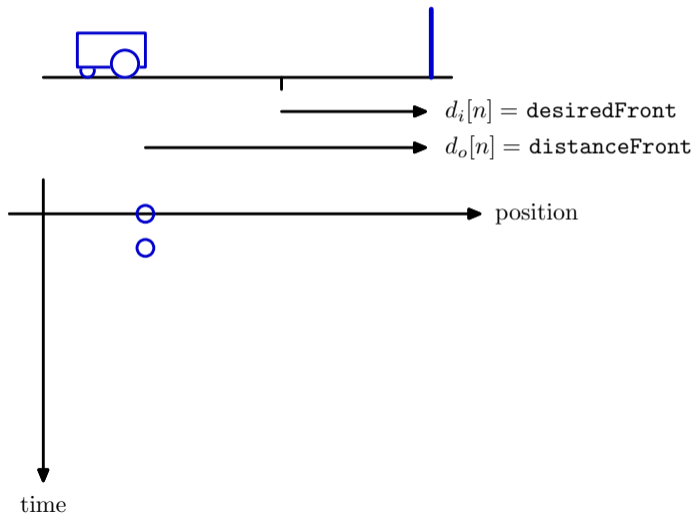 d_i[n] = desiredFront
d_o[n] = distanceFront
position
time